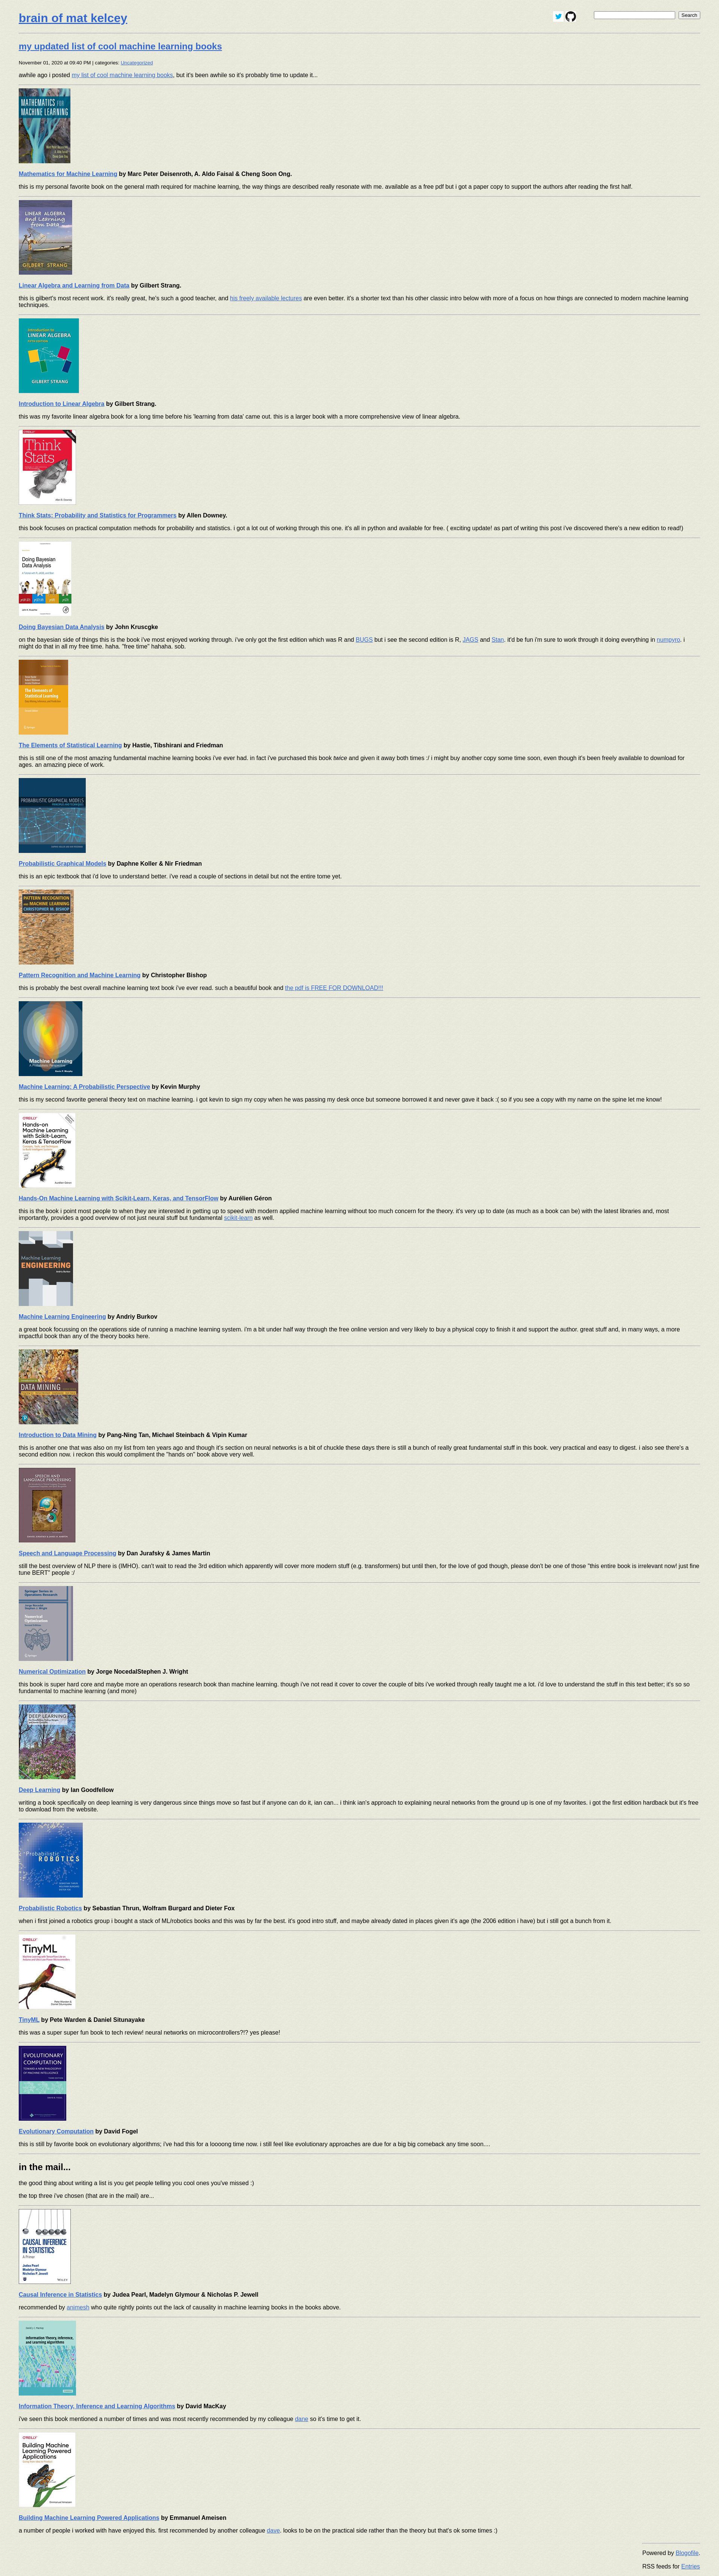 brain of mat kelcey
Search
my updated list of cool machine learning books
November 01, 2020 at 09:40 PM | categories: Uncategorized
awhile ago i posted my list of cool machine learning books, but it's been awhile so it's probably time to update it...
MATHEMATICS FOR
MACHINE LEARNING
Mathematics for Machine Learning by Marc Peter Deisenroth, A. Aldo Faisal & Cheng Soon Ong.
this is my personal favorite book on the general math required for machine learning, the way things are described really resonate with me. available as a free pdf but i got a paper copy to support the authors after reading the first half.
LINEAR ALGEBRA
and Learning
from Data
GILBERT STRANG
Linear Algebra and Learning from Data by Gilbert Strang.
this is gilbert's most recent work. it's really great, he's such a good teacher, and his freely available lectures are even better. it's a shorter text than his other classic intro below with more of a focus on how things are connected to modern machine learning
techniques.
Introduction to
LINEAR ALGEBRA
GILBERT STRANG
Introduction to Linear Algebra by Gilbert Strang.
this was my favorite linear algebra book for a long time before his 'learning from data' came out. this is a larger book with a more comprehensive view of linear algebra.
O'REILLY
Think
Stats
Think Stats: Probability and Statistics for Programmers by Allen Downey.
this book focuses on practical computation methods for probability and statistics. i got a lot out of working through this one. it's all in python and available for free. ( exciting update! as part of writing this post i've discovered there's a new edition to read!)
Doing Bayesian
Data Analysis
Doing Bayesian Data Analysis by John Kruscgke
on the bayesian side of things this is the book i've most enjoyed working through. i've only got the first edition which was R and BUGS but i see the second edition is R, JAGS and Stan. it'd be fun i'm sure to work through it doing everything in numpyro. i
might do that in all my free time. haha. "free time" hahaha. sob.
The Elements of
Statistical Learning
The Elements of Statistical Learning by Hastie, Tibshirani and Friedman
this is still one of the most amazing fundamental machine learning books i've ever had. in fact i've purchased this book twice and given it away both times :/ i might buy another copy some time soon, even though it's been freely available to download for
ages. an amazing piece of work.
PROBABILISTIC GRAPHICAL MODELS
Probabilistic Graphical Models by Daphne Koller & Nir Friedman
this is an epic textbook that i'd love to understand better. i've read a couple of sections in detail but not the entire tome yet.
PATTERN RECOGNITION
AND MACHINE LEARNING
CHRISTOPHER M. BISHOP
Pattern Recognition and Machine Learning by Christopher Bishop
this is probably the best overall machine learning text book i've ever read. such a beautiful book and the pdf is FREE FOR DOWNLOAD!!!
Machine Learning
Machine Learning: A Probabilistic Perspective by Kevin Murphy
this is my second favorite general theory text on machine learning. i got kevin to sign my copy when he was passing my desk once but someone borrowed it and never gave it back :( so if you see a copy with my name on the spine let me know!
O'REILLY
Hands-on
Machine Learning
with Scikit-Learn,
Keras & TensorFlow
Hands-On Machine Learning with Scikit-Learn, Keras, and TensorFlow by Aurélien Géron
this is the book i point most people to when they are interested in getting up to speed with modern applied machine learning without too much concern for the theory. it's very up to date (as much as a book can be) with the latest libraries and, most
importantly, provides a good overview of not just neural stuff but fundamental scikit-learn as well.
Machine Learning
ENGINEERING
Machine Learning Engineering by Andriy Burkov
a great book focussing on the operations side of running a machine learning system. i'm a bit under half way through the free online version and very likely to buy a physical copy to finish it and support the author. great stuff and, in many ways, a more
impactful book than any of the theory books here.
DATA MINING
Introduction to Data Mining by Pang-Ning Tan, Michael Steinbach & Vipin Kumar
this is another one that was also on my list from ten years ago and though it's section on neural networks is a bit of chuckle these days there is still a bunch of really great fundamental stuff in this book. very practical and easy to digest. i also see there's a
second edition now. i reckon this would compliment the "hands on" book above very well.
SPEECH AND
LANGUAGE PROCESSING
Speech and Language Processing by Dan Jurafsky & James Martin
still the best overview of NLP there is (IMHO). can't wait to read the 3rd edition which apparently will cover more modern stuff (e.g. transformers) but until then, for the love of god though, please don't be one of those "this entire book is irrelevant now! just fine
tune BERT" people :/
Numerical
Optimization
Numerical Optimization by Jorge NocedalStephen J. Wright
this book is super hard core and maybe more an operations research book than machine learning. though i've not read it cover to cover the couple of bits i've worked through really taught me a lot. i'd love to understand the stuff in this text better; it's so so
fundamental to machine learning (and more)
DEEP LEARNING
Deep Learning by Ian Goodfellow
writing a book specifically on deep learning is very dangerous since things move so fast but if anyone can do it, ian can... i think ian's approach to explaining neural networks from the ground up is one of my favorites. i got the first edition hardback but it's free
to download from the website.
Probabilistic
ROBOTICS
Probabilistic Robotics by Sebastian Thrun, Wolfram Burgard and Dieter Fox
when i first joined a robotics group i bought a stack of ML/robotics books and this was by far the best. it's good intro stuff, and maybe already dated in places given it's age (the 2006 edition i have) but i still got a bunch from it.
O'REILLY
TinyML
TinyML by Pete Warden & Daniel Situnayake
this was a super super fun book to tech review! neural networks on microcontrollers?!? yes please!
EVOLUTIONARY
COMPUTATION
Evolutionary Computation by David Fogel
this is still by favorite book on evolutionary algorithms; i've had this for a loooong time now. i still feel like evolutionary approaches are due for a big big comeback any time soon....
in the mail...
the good thing about writing a list is you get people telling you cool ones you've missed :)
the top three i've chosen (that are in the mail) are...
CAUSAL INFERENCE
IN STATISTICS
A Primer
Judea Pearl
Madelyn Glymour
Nicholas P. Jewell
WILEY
Causal Inference in Statistics by Judea Pearl, Madelyn Glymour & Nicholas P. Jewell
recommended by animesh who quite rightly points out the lack of causality in machine learning books in the books above.
Information Theory, Inference,
and Learning Algorithms
Information Theory, Inference and Learning Algorithms by David MacKay
i've seen this book mentioned a number of times and was most recently recommended by my colleague dane so it's time to get it.
O'REILLY
Building Machine
Learning Powered
Applications
Building Machine Learning Powered Applications by Emmanuel Ameisen
a number of people i worked with have enjoyed this. first recommended by another colleague dave. looks to be on the practical side rather than the theory but that's ok some times :)
Powered by Blogofile.
RSS feeds for Entries